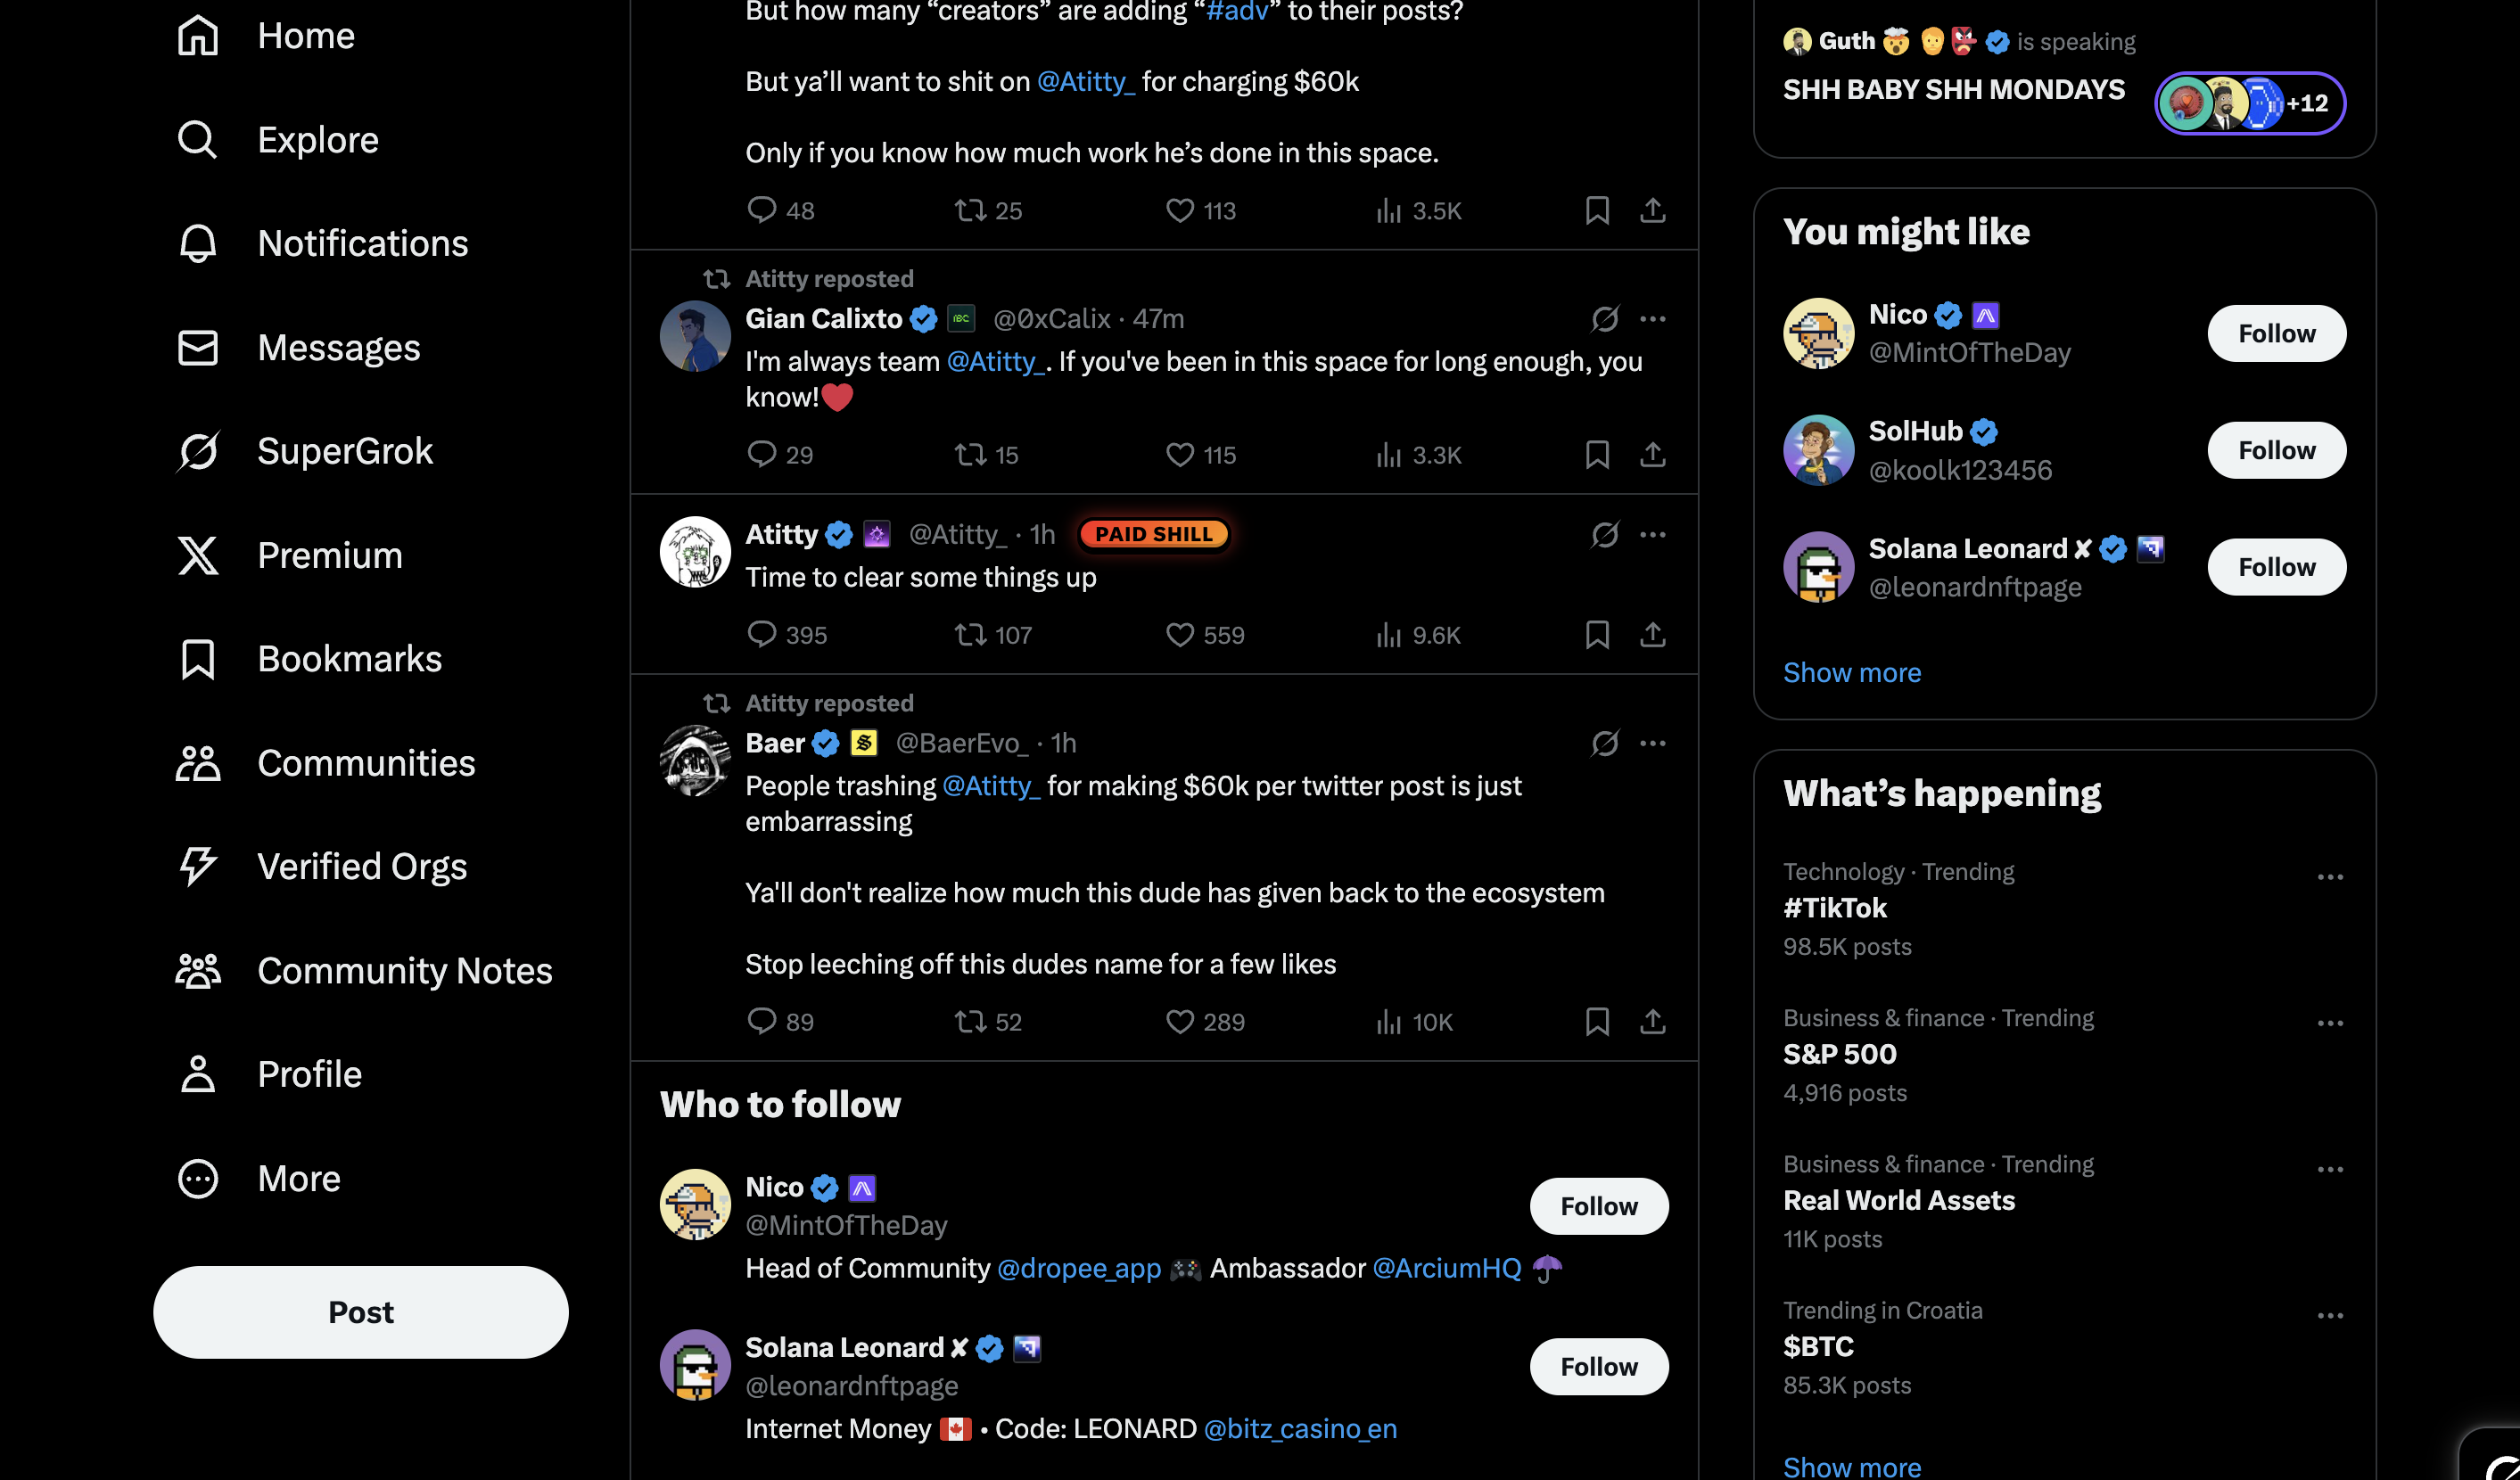 Home
Explore
Notifications
Messages
SuperGrok
Premium
Bookmarks
Communities
Verified Orgs
Community Notes
Profile
More
Post
But how many “creators” are adding “#adv” to their posts?
But ya’ll want to shit on @Atitty_ for charging $60k
Only if you know how much work he’s done in this space.
48 25 113 3.5K
Atitty reposted
Gian Calixto @0xCalix · 47m
I'm always team @Atitty_. If you've been in this space for long enough, you
know!❤️
29 15 115 3.3K
Atitty @Atitty_ · 1h PAID SHILL
Time to clear some things up
395 107 559 9.6K
Atitty reposted
Baer @BaerEvo_ · 1h
People trashing @Atitty_ for making $60k per twitter post is just
embarrassing
Ya'll don't realize how much this dude has given back to the ecosystem
Stop leeching off this dudes name for a few likes
89 52 289 10K
Who to follow
Nico
@MintOfTheDay
Follow
Head of Community @dropee_app 🎮 Ambassador @ArciumHQ ☂️
Solana Leonard ✘
@leonardnftpage
Follow
Internet Money 🇨🇦 • Code: LEONARD @bitz_casino_en
Guth 🤯 👨 👺 is speaking
SHH BABY SHH MONDAYS +12
You might like
Nico
@MintOfTheDay
Follow
SolHub
@koolk123456
Follow
Solana Leonard ✘
@leonardnftpage
Follow
Show more
What’s happening
Technology · Trending
#TikTok
98.5K posts
Business & finance · Trending
S&P 500
4,916 posts
Business & finance · Trending
Real World Assets
11K posts
Trending in Croatia
$BTC
85.3K posts
Show more